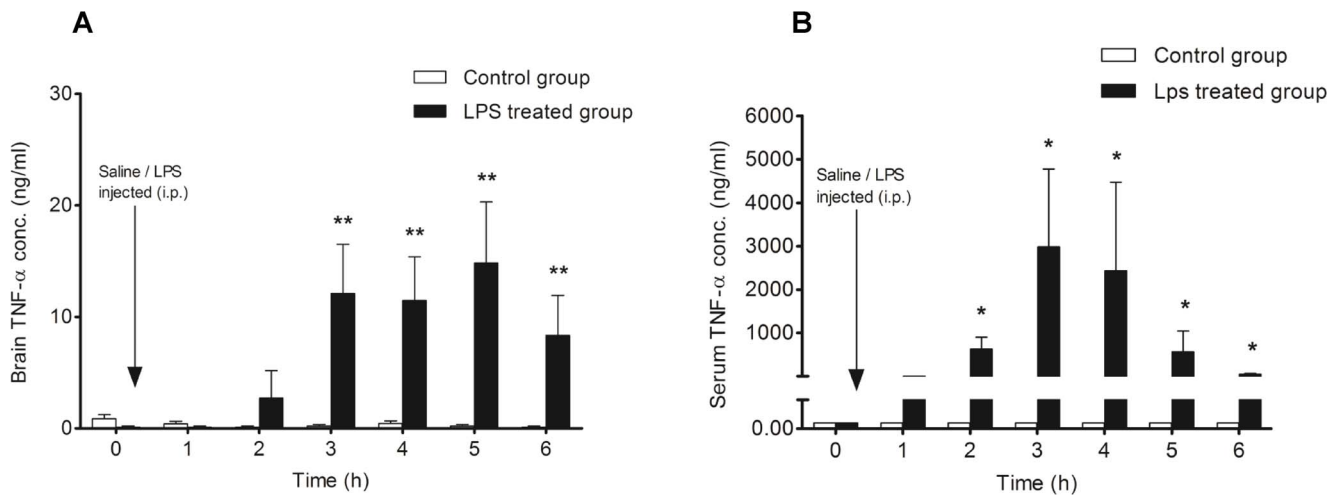 A
Control group
LPS treated group
Brain TNF-α conc. (ng/ml)
30
20
10
0
Saline / LPS
injected (i.p.)
**
**
**
**
0 1 2 3 4 5 6
Time (h)
B
Control group
Lps treated group
Serum TNF-α conc. (ng/ml)
6000
5000
4000
3000
2000
1000
0.00
Saline / LPS
injected (i.p.)
*
*
*
*
*
0 1 2 3 4 5 6
Time (h)